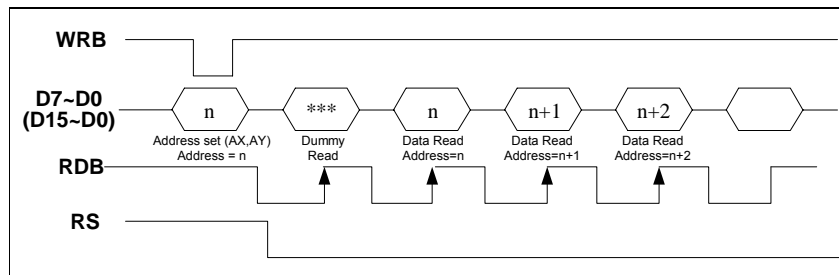 WRB
D7~D0
(D15~D0)
n
***
n
n+1
n+2
Address set (AX,AY)
Address = n
Dummy
Read
Data Read
Address=n
Data Read
Address=n+1
Data Read
Address=n+2
RDB
RS